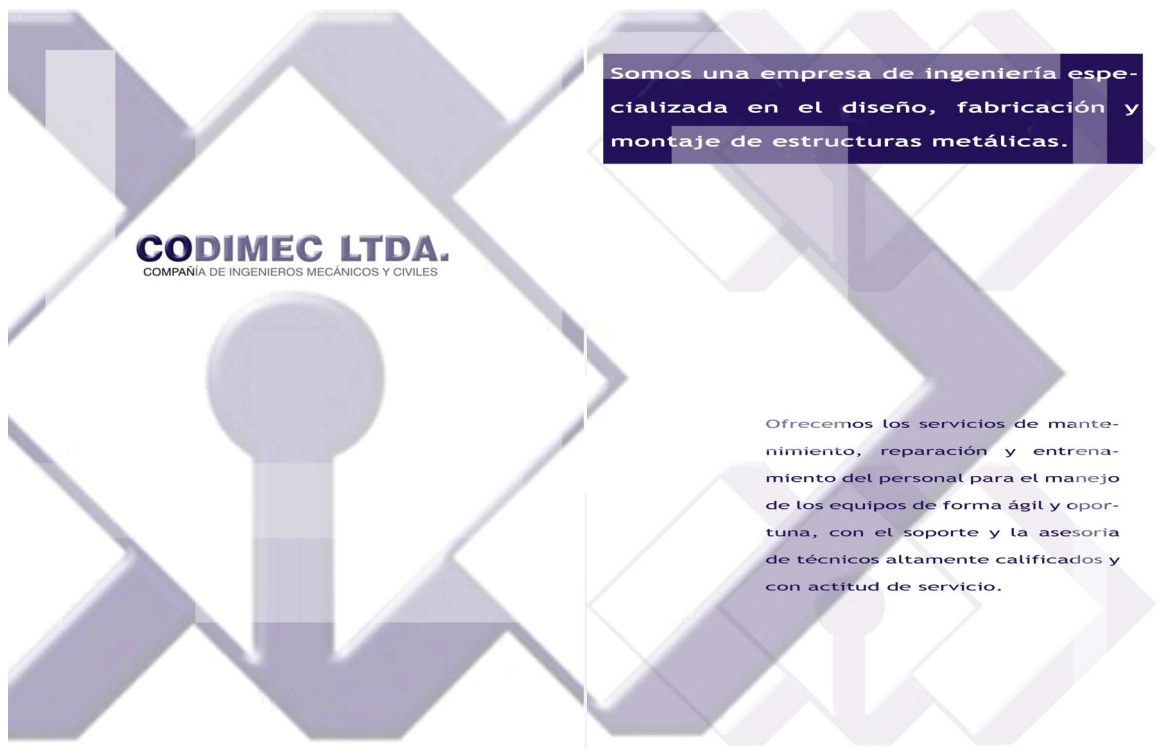 CODIMEC LTDA.
COMPAÑÍA DE INGENIEROS MECÁNICOS Y CIVILES
Somos una empresa de ingeniería espe-
cializada en el diseño, fabricación y
montaje de estructuras metálicas.
Ofrecemos los servicios de mante-
nimiento, reparación y entrena-
miento del personal para el manejo
de los equipos de forma ágil y opor-
tuna, con el soporte y la asesoria
de técnicos altamente calificados y
con actitud de servicio.